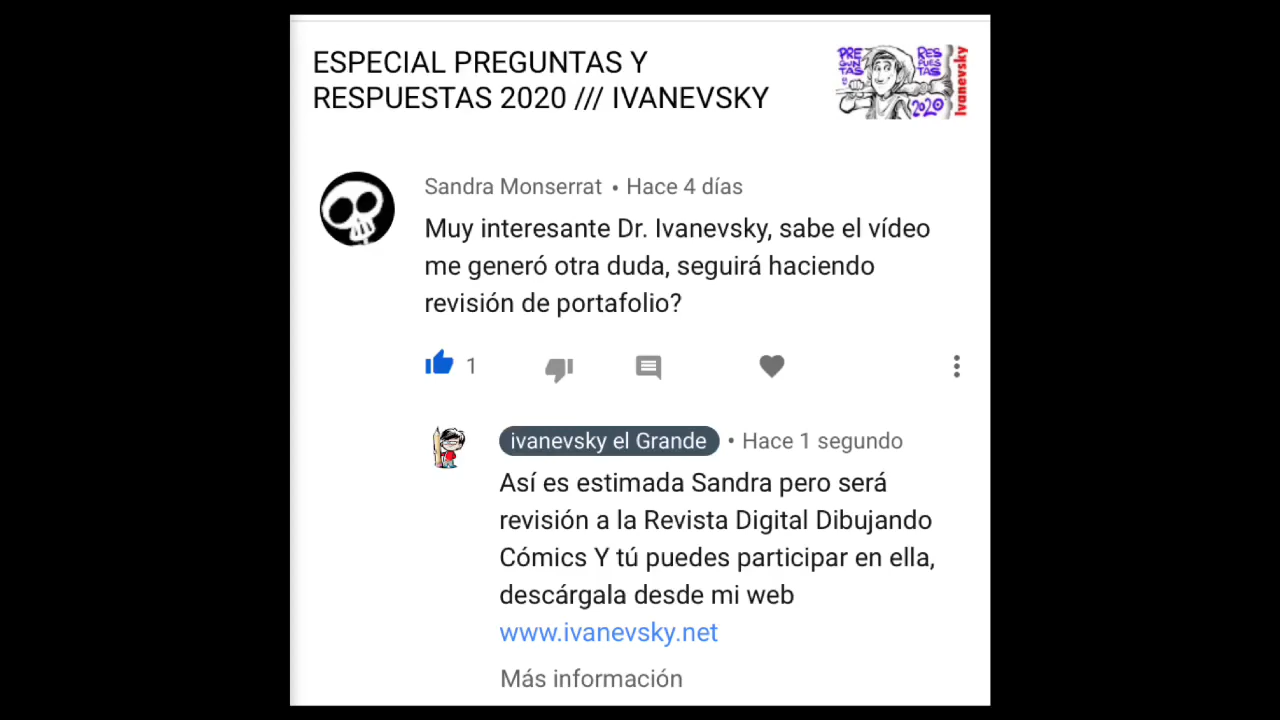 ESPECIAL PREGUNTAS Y
RESPUESTAS 2020 /// IVANEVSKY
PRE
GUN
TAS
RES
PUES
TAS
2020
Ivanevsky
Sandra Monserrat • Hace 4 días
Muy interesante Dr. Ivanevsky, sabe el vídeo
me generó otra duda, seguirá haciendo
revisión de portafolio?
1
ivanevsky el Grande • Hace 1 segundo
Así es estimada Sandra pero será
revisión a la Revista Digital Dibujando
Cómics Y tú puedes participar en ella,
descárgala desde mi web
www.ivanevsky.net
Más información